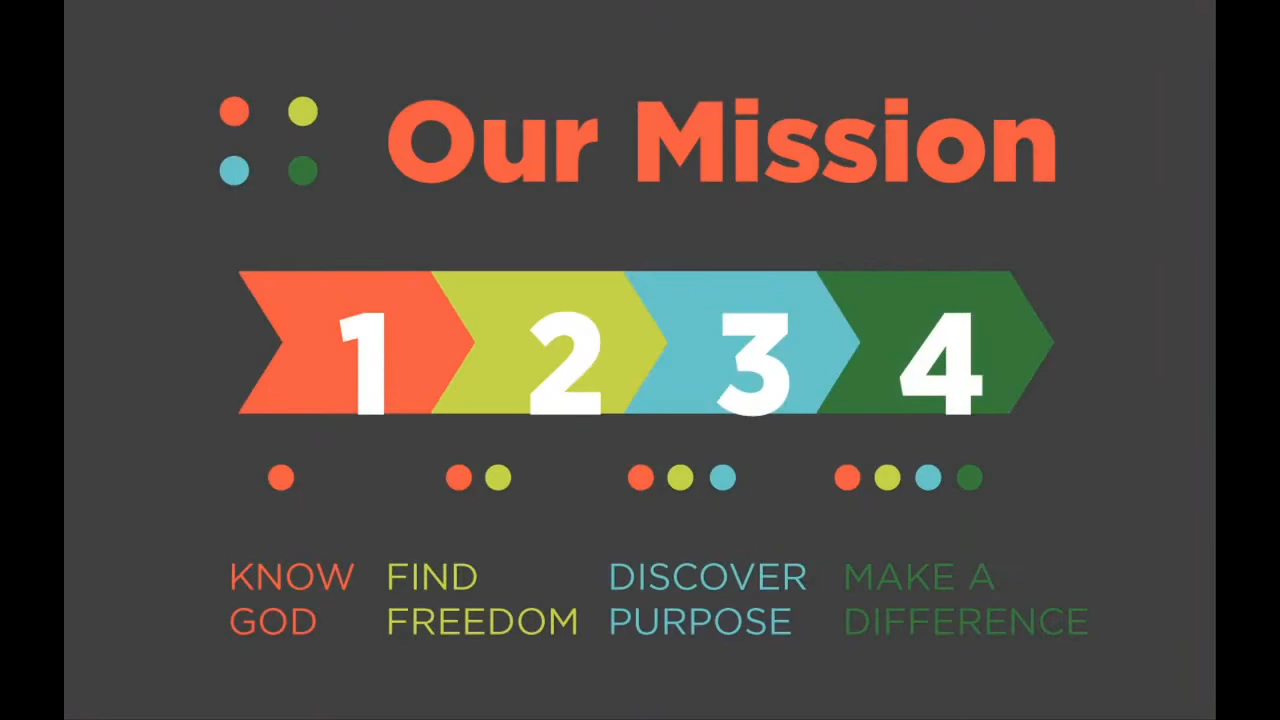 Our Mission
1 2 3 4
KNOW GOD
FIND FREEDOM
DISCOVER PURPOSE
MAKE A DIFFERENCE